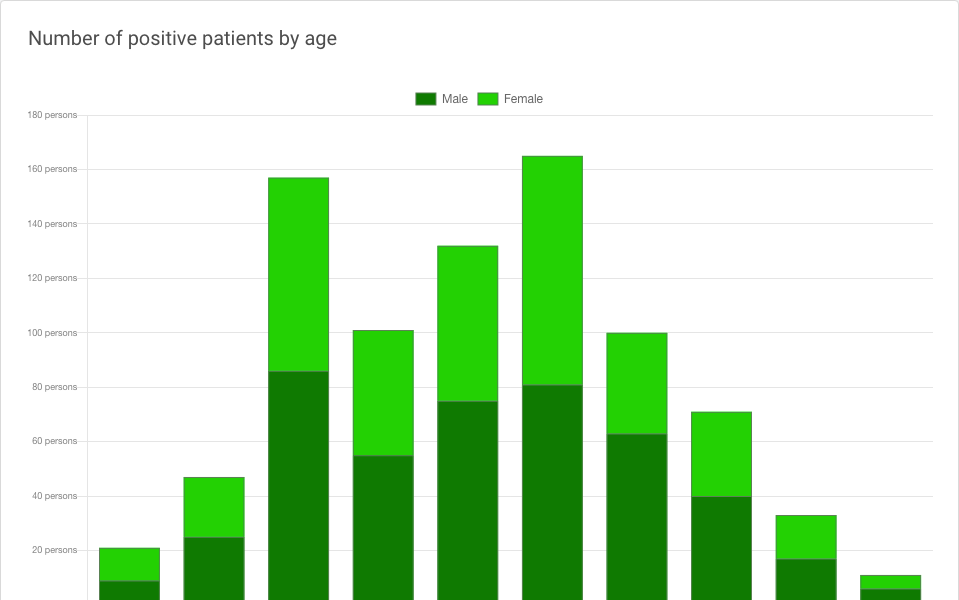 Number of positive patients by age
Male Female
180 persons
160 persons
140 persons
120 persons
100 persons
80 persons
60 persons
40 persons
20 persons